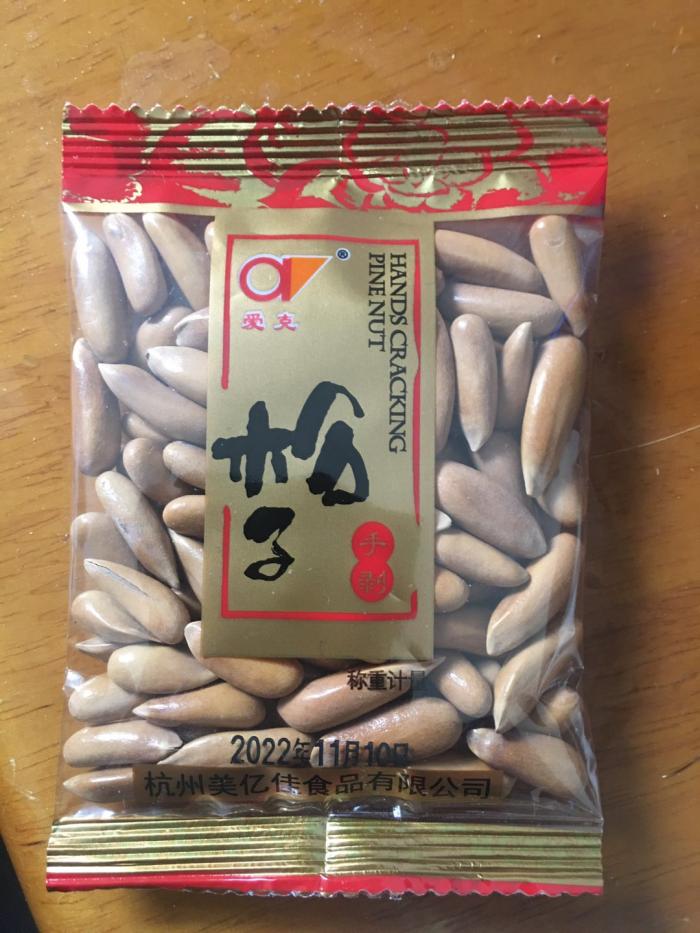 爱克
®
HANDS CRACKING
PINE NUT
松子
手剥
称重计量
2022年11月10日
杭州美亿佳食品有限公司